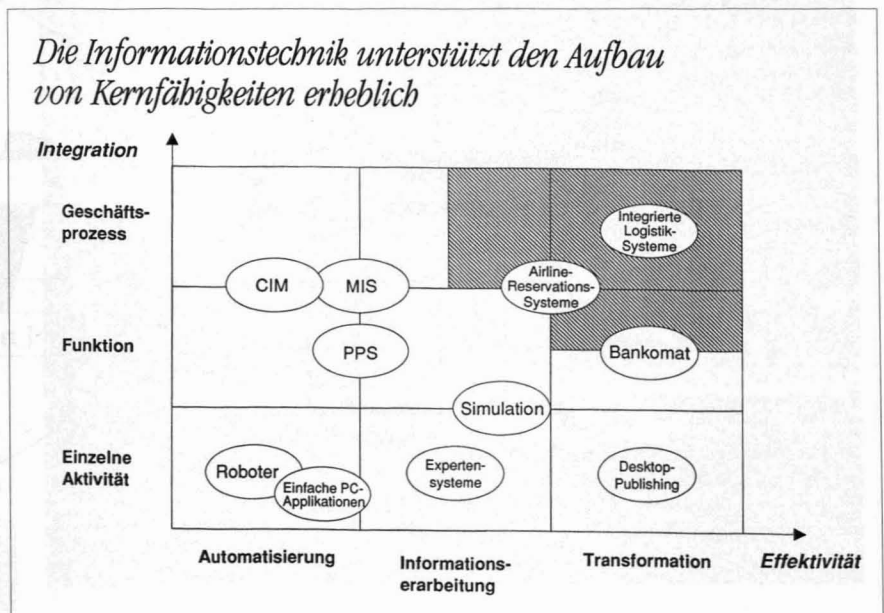 Die Informationstechnik unterstützt den Aufbau
von Kernfähigkeiten erheblich
Integration
Geschäfts-
prozess
Integrierte
Logistik-
Systeme
CIM
MIS
Airline-
Reservations-
Systeme
Funktion
PPS
Bankomat
Simulation
Einzelne
Aktivität
Roboter
Einfache PC-
Applikationen
Experten-
systeme
Desktop-
Publishing
Automatisierung
Informations-
erarbeitung
Transformation
Effektivität